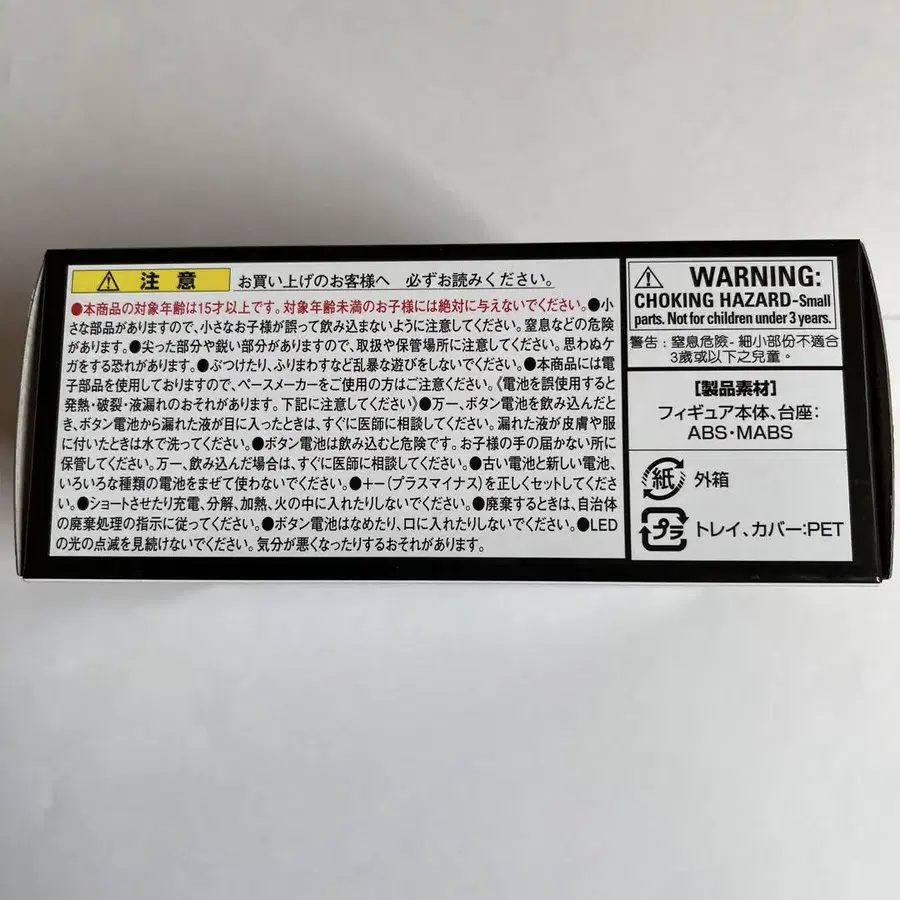 注意 お買い上げのお客様へ 必ずお読みください。
●本商品の対象年齢は15才以上です。対象年齢未満のお子様には絶対に与えないでください。●小
さな部品がありますので、小さなお子様が誤って飲み込まないように注意してください。窒息などの危険
があります。●尖った部分や鋭い部分がありますので、取扱や保管場所に注意してください。思わぬケ
ガをする恐れがあります。●ぶつけたり、ふりまわすなど乱暴な遊びをしないでください。●本商品には電
子部品を使用しておりますので、ペースメーカーをご使用の方はご注意ください。《電池を誤使用すると
発熱・破裂・液漏れのおそれがあります。下記に注意してください》●万一、ボタン電池を飲み込んだと
き、ボタン電池から漏れた液が目に入ったときは、すぐに医師に相談してください。漏れた液が皮膚や服
に付いたときは水で洗ってください。●ボタン電池は飲み込むと危険です。お子様の手の届かない所に
保管してください。万一、飲み込んだ場合は、すぐに医師に相談してください。●古い電池と新しい電池、
いろいろな種類の電池をまぜて使わないでください。●+−(プラスマイナス)を正しくセットしてください。
●ショートさせたり充電、分解、加熱、火の中に入れたりしないでください。●廃棄するときは、自治体
の廃棄処理の指示に従ってください。●ボタン電池はなめたり、口に入れたりしないでください。●LED
の光の点滅を見続けないでください。気分が悪くなったりするおそれがあります。
WARNING:
CHOKING HAZARD-Small
parts. Not for children under 3 years.
警告:窒息危險-細小部份不適合
3歲或以下之兒童。
[製品素材]
フィギュア本体、台座:
ABS・MABS
紙 外箱
プラ トレイ、カバー:PET